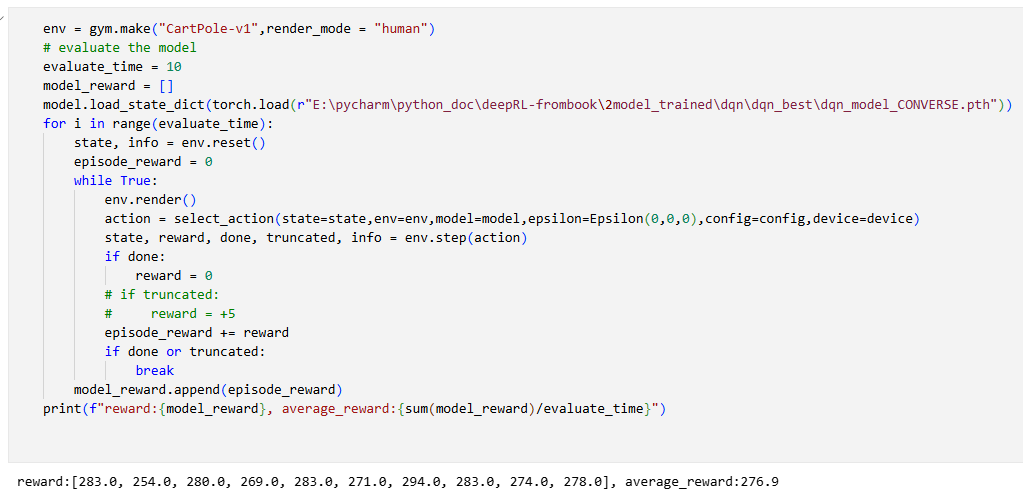 env = gym.make("CartPole-v1",render_mode = "human")
# evaluate the model
evaluate_time = 10
model_reward = []
model.load_state_dict(torch.load(r"E:\pycharm\python_doc\deepRL-frombook\2model_trained\dqn\dqn_best\dqn_model_CONVERSE.pth"))
for i in range(evaluate_time):
    state, info = env.reset()
    episode_reward = 0
    while True:
        env.render()
        action = select_action(state=state,env=env,model=model,epsilon=Epsilon(0,0,0),config=config,device=device)
        state, reward, done, truncated, info = env.step(action)
        if done:
            reward = 0
        # if truncated:
        #     reward = +5
        episode_reward += reward
        if done or truncated:
            break
    model_reward.append(episode_reward)
print(f"reward:{model_reward}, average_reward:{sum(model_reward)/evaluate_time}")
reward:[283.0, 254.0, 280.0, 269.0, 283.0, 271.0, 294.0, 283.0, 274.0, 278.0], average_reward:276.9